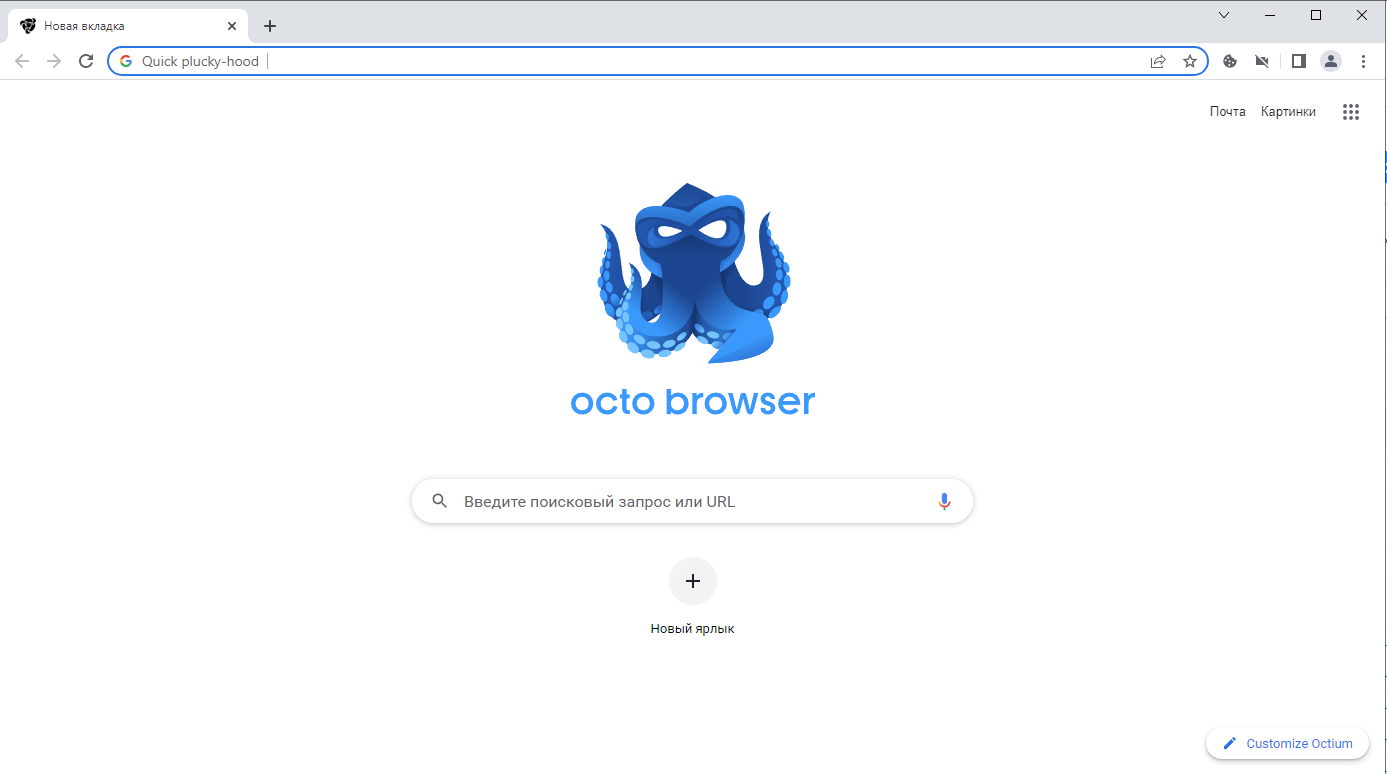 Новая вкладка
Quick plucky-hood
Почта Картинки
octo browser
Введите поисковый запрос или URL
Новый ярлык
Customize Octium